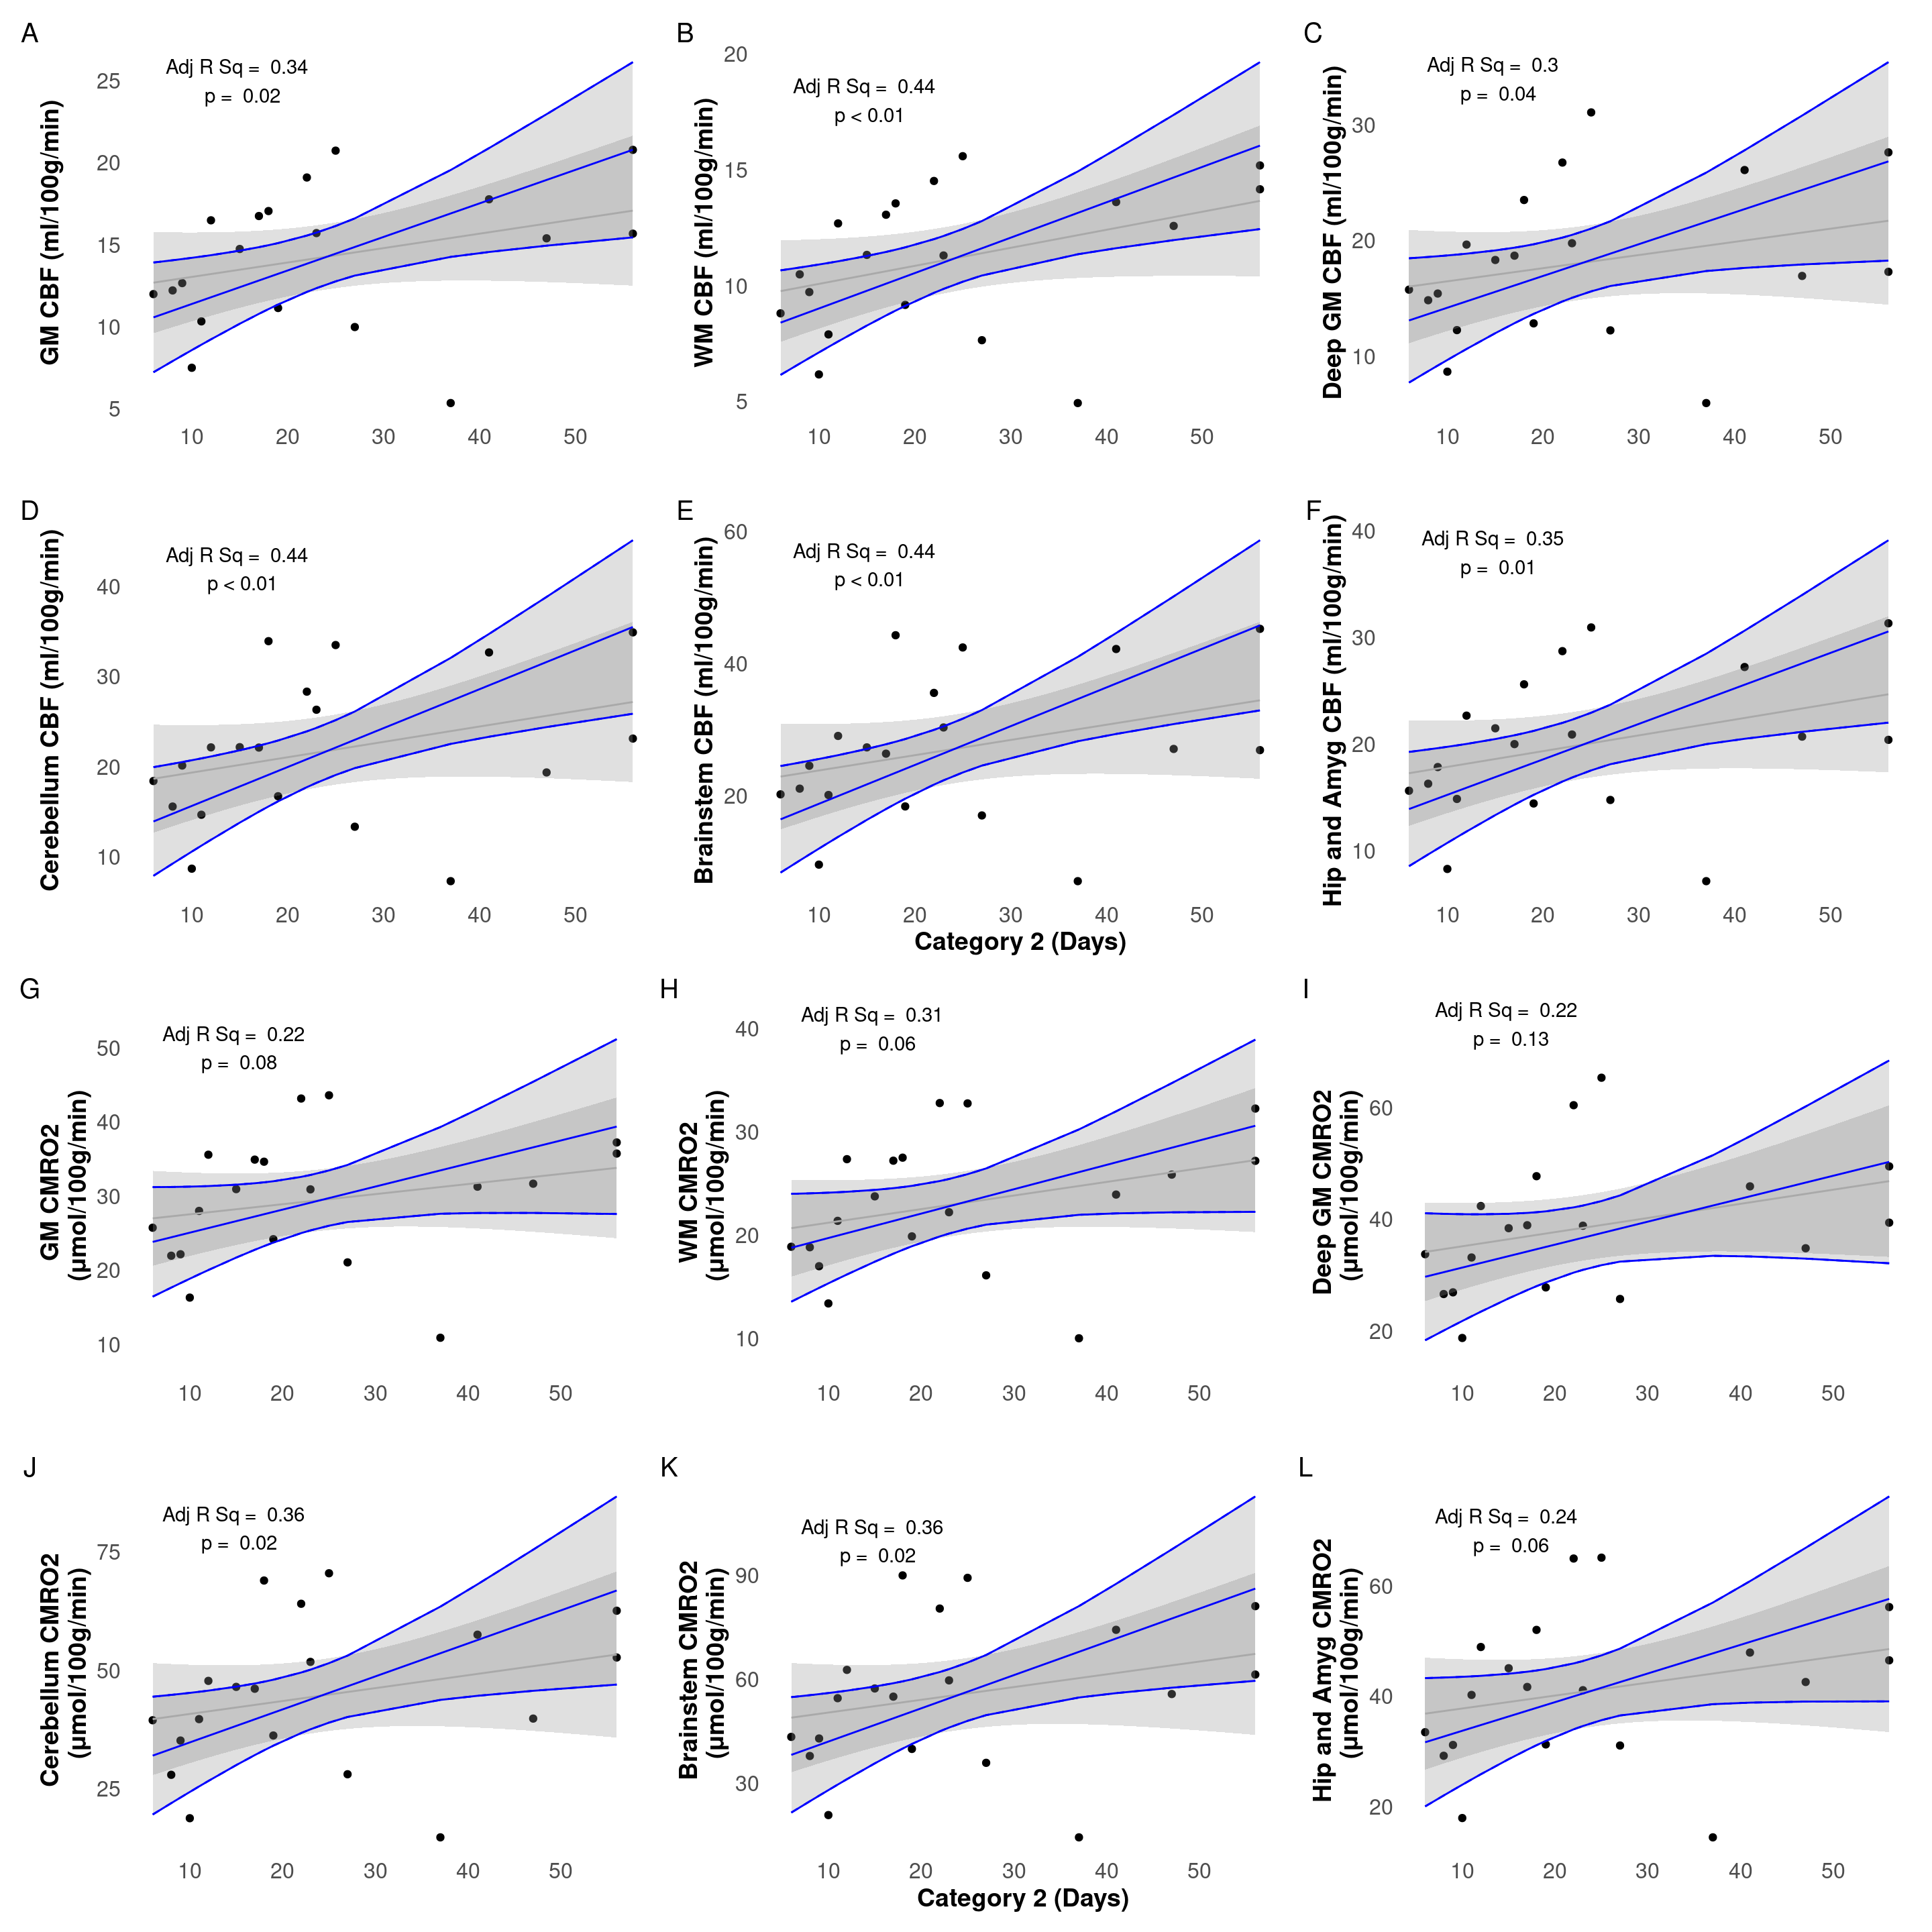 A
Adj R Sq = 0.34
p = 0.02
GM CBF (ml/100g/min)
25
20
15
10
5
10 20 30 40 50
B
Adj R Sq = 0.44
p < 0.01
WM CBF (ml/100g/min)
20
15
10
5
10 20 30 40 50
C
Adj R Sq = 0.3
p = 0.04
Deep GM CBF (ml/100g/min)
30
20
10
10 20 30 40 50
D
Adj R Sq = 0.44
p < 0.01
Cerebellum CBF (ml/100g/min)
40
30
20
10
10 20 30 40 50
E
Adj R Sq = 0.44
p < 0.01
Brainstem CBF (ml/100g/min)
60
40
20
10 20 30 40 50
Category 2 (Days)
F
Adj R Sq = 0.35
p = 0.01
Hip and Amyg CBF (ml/100g/min)
40
30
20
10
10 20 30 40 50
G
Adj R Sq = 0.22
p = 0.08
GM CMRO2
(µmol/100g/min)
50
40
30
20
10
10 20 30 40 50
H
Adj R Sq = 0.31
p = 0.06
WM CMRO2
(µmol/100g/min)
40
30
20
10
10 20 30 40 50
I
Adj R Sq = 0.22
p = 0.13
Deep GM CMRO2
(µmol/100g/min)
60
40
20
10 20 30 40 50
J
Adj R Sq = 0.36
p = 0.02
Cerebellum CMRO2
(µmol/100g/min)
75
50
25
10 20 30 40 50
K
Adj R Sq = 0.36
p = 0.02
Brainstem CMRO2
(µmol/100g/min)
90
60
30
10 20 30 40 50
Category 2 (Days)
L
Adj R Sq = 0.24
p = 0.06
Hip and Amyg CMRO2
(µmol/100g/min)
60
40
20
10 20 30 40 50